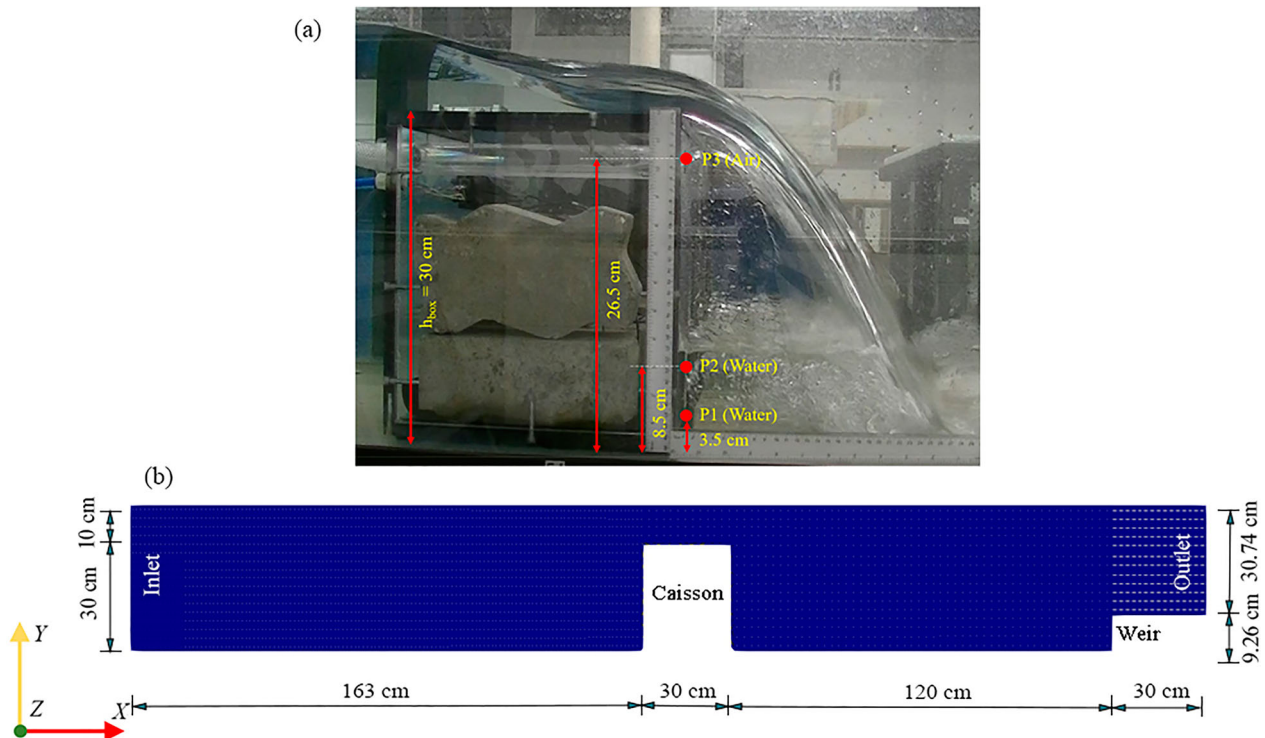 (a)
P3 (Air)
h_box = 30 cm
26.5 cm
8.5 cm
P2 (Water)
P1 (Water)
3.5 cm
(b)
10 cm
30 cm
Inlet
Caisson
Outlet
Weir
30.74 cm
9.26 cm
Y
Z
X
163 cm
30 cm
120 cm
30 cm